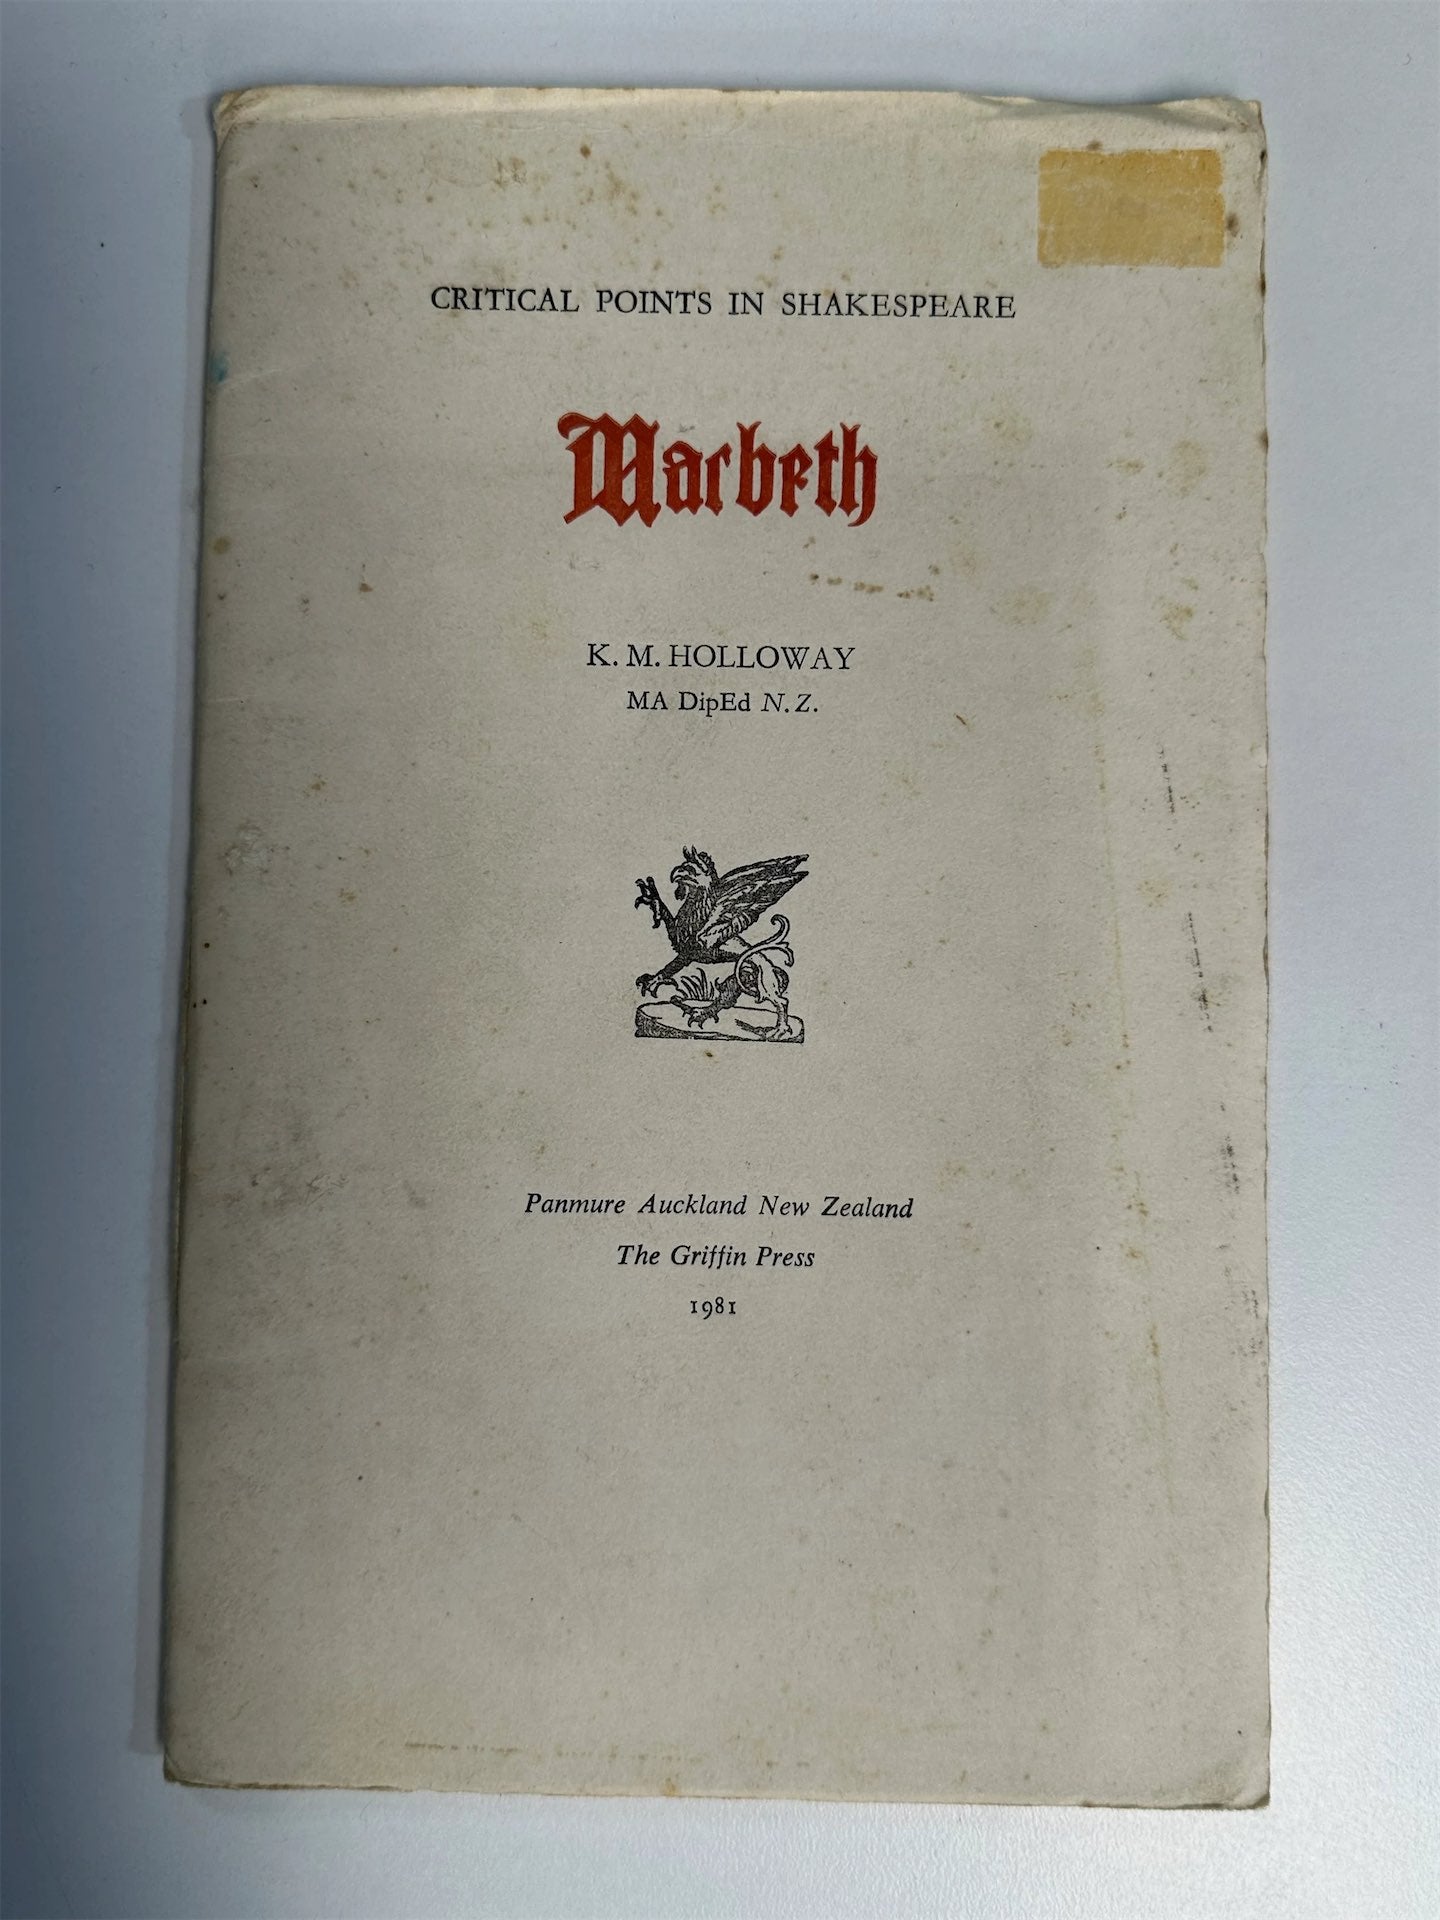 CRITICAL POINTS IN SHAKESPEARE
Macbeth
K. M. HOLLOWAY
MA DipEd N. Z.
Panmure Auckland New Zealand
The Griffin Press
1981